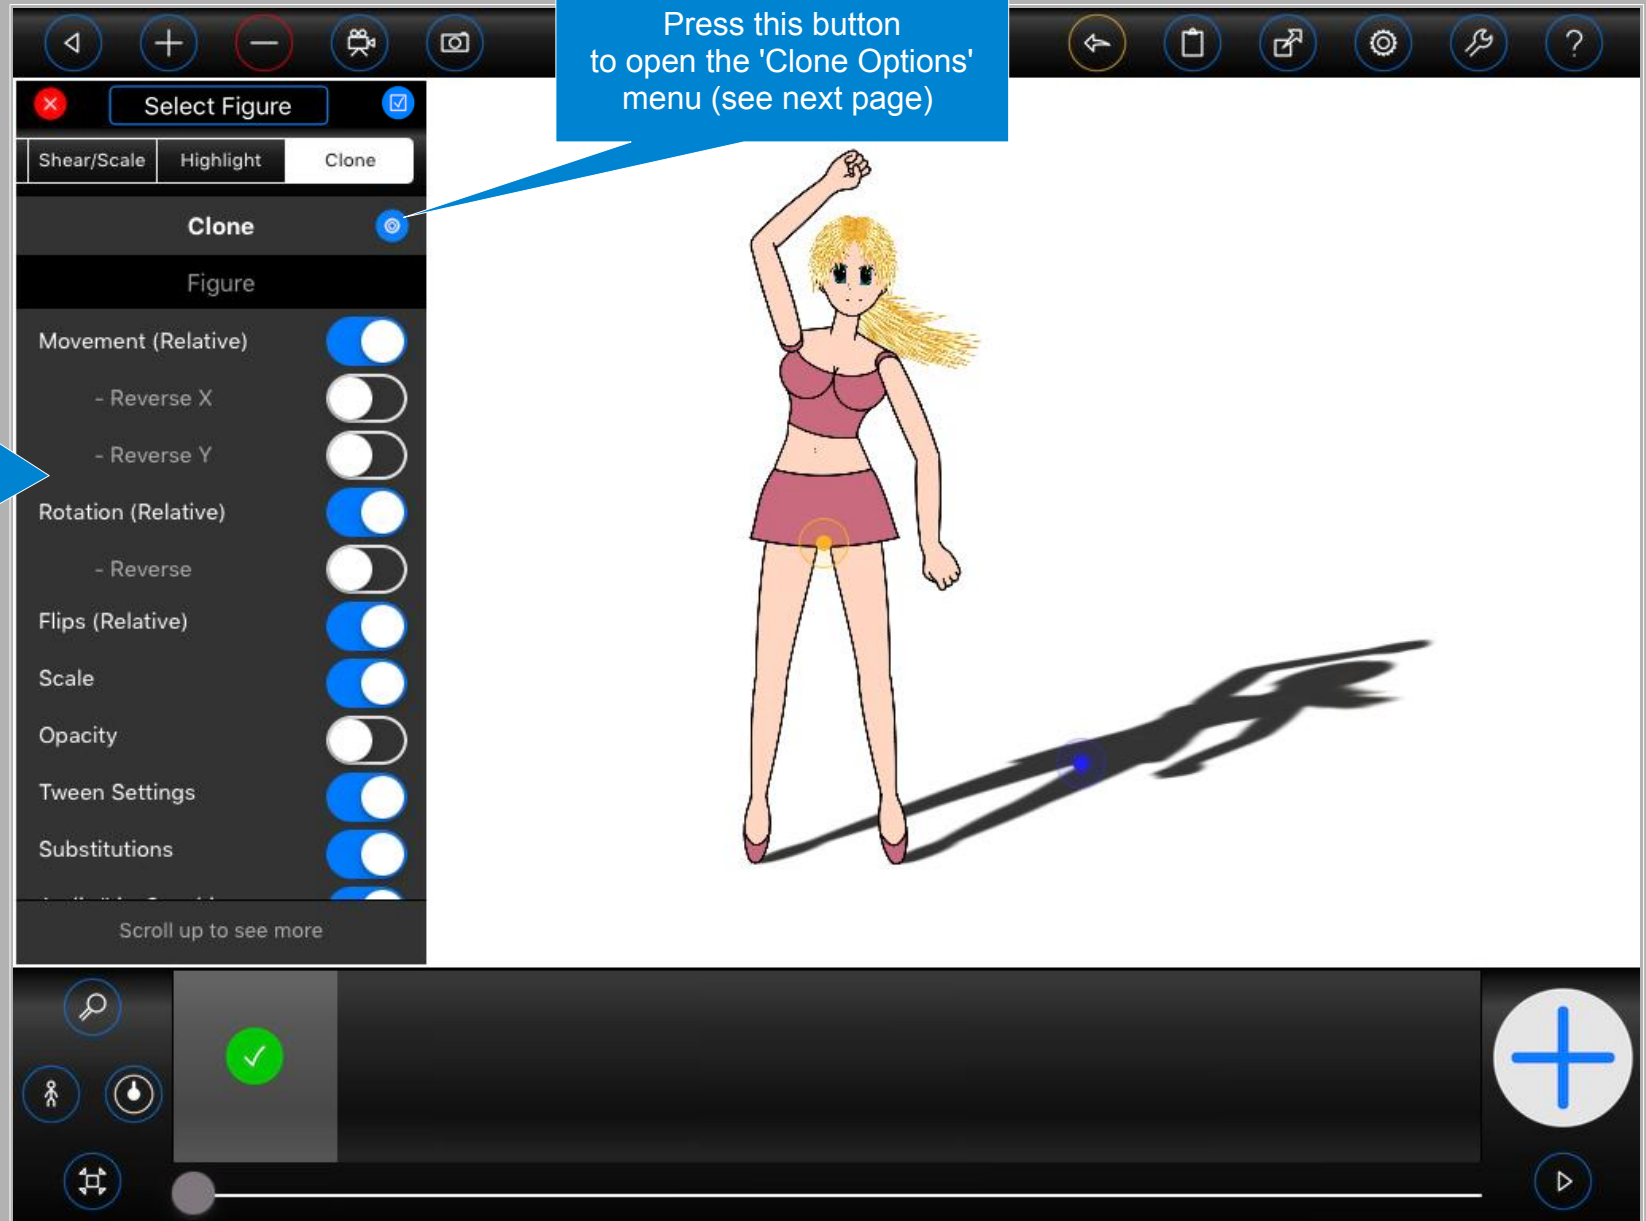 Press this button
to open the 'Clone Options'
menu (see next page)
?
Select Figure
Shear/Scale Highlight Clone
Clone
Figure
Movement (Relative)
- Reverse X
- Reverse Y
Rotation (Relative)
- Reverse
Flips (Relative)
Scale
Opacity
Tween Settings
Substitutions
Scroll up to see more